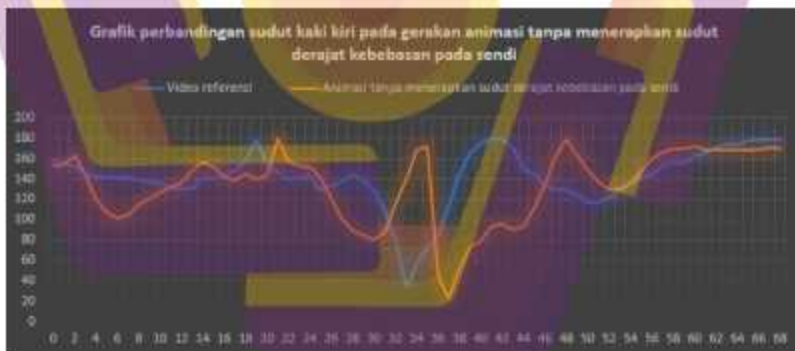 Grafik perbandingan sudut kaki kiri pada gerakan animasi tanpa menerapkan sudut
derajat kebebasan pada sendi
Video referensi Animasi tanpa menerapkan sudut derajat kebebasan pada sendi
200
180
160
140
120
100
80
60
40
20
0
0 2 4 6 8 10 12 14 16 18 20 22 24 26 28 30 32 34 36 38 40 42 44 46 48 50 52 54 56 58 60 62 64 66 68